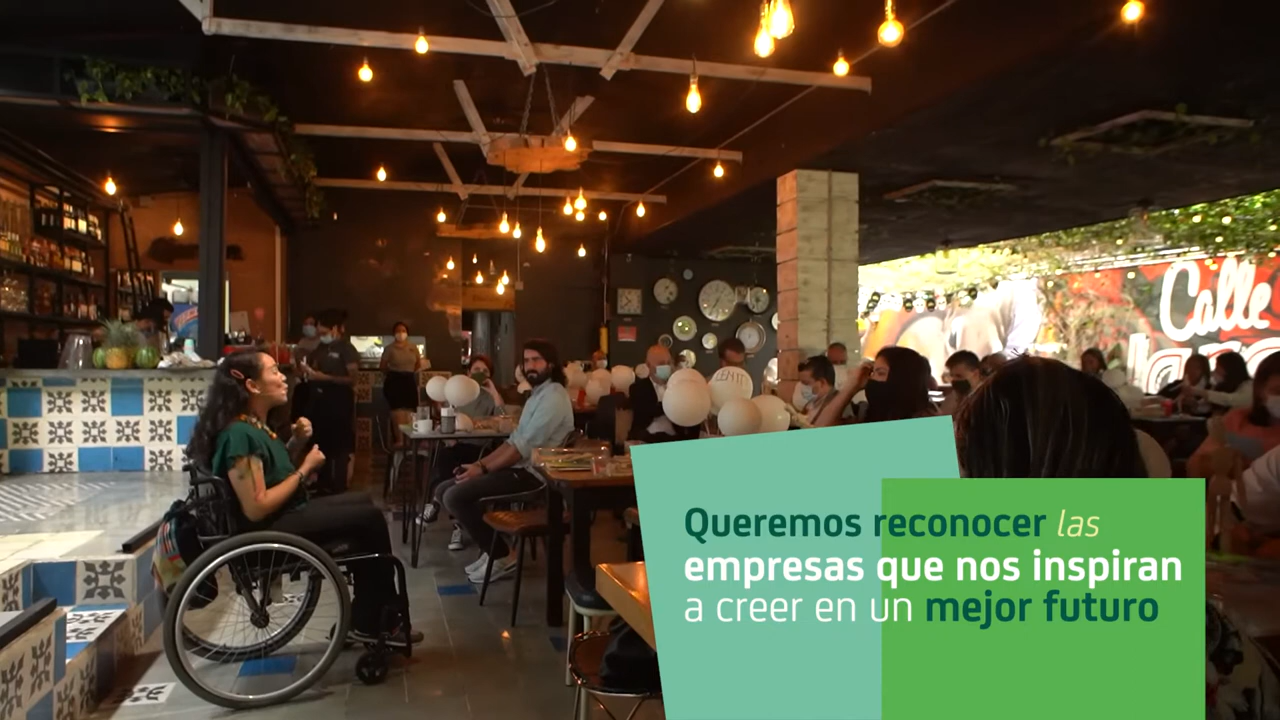 Calle
Queremos reconocer las
empresas que nos inspiran
a creer en un mejor futuro